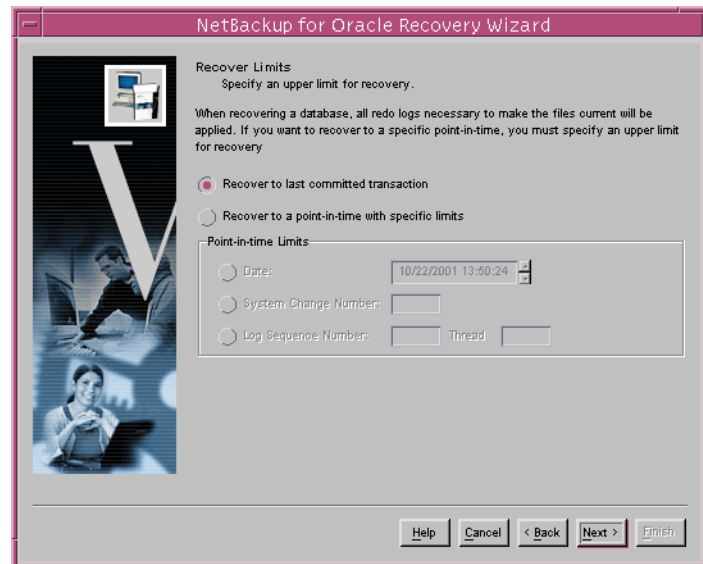 NetBackup for Oracle Recovery Wizard
Recover Limits
Specify an upper limit for recovery.
When recovering a database, all redo logs necessary to make the files current will be
applied. If you want to recover to a specific point-in-time, you must specify an upper limit
for recovery
Recover to last committed transaction
Recover to a point-in-time with specific limits
Point-in-time Limits
Date: 10/22/2001 13:50:24
System Change Number:
Log Sequence Number: Thread
V
Help Cancel < Back Next > Finish